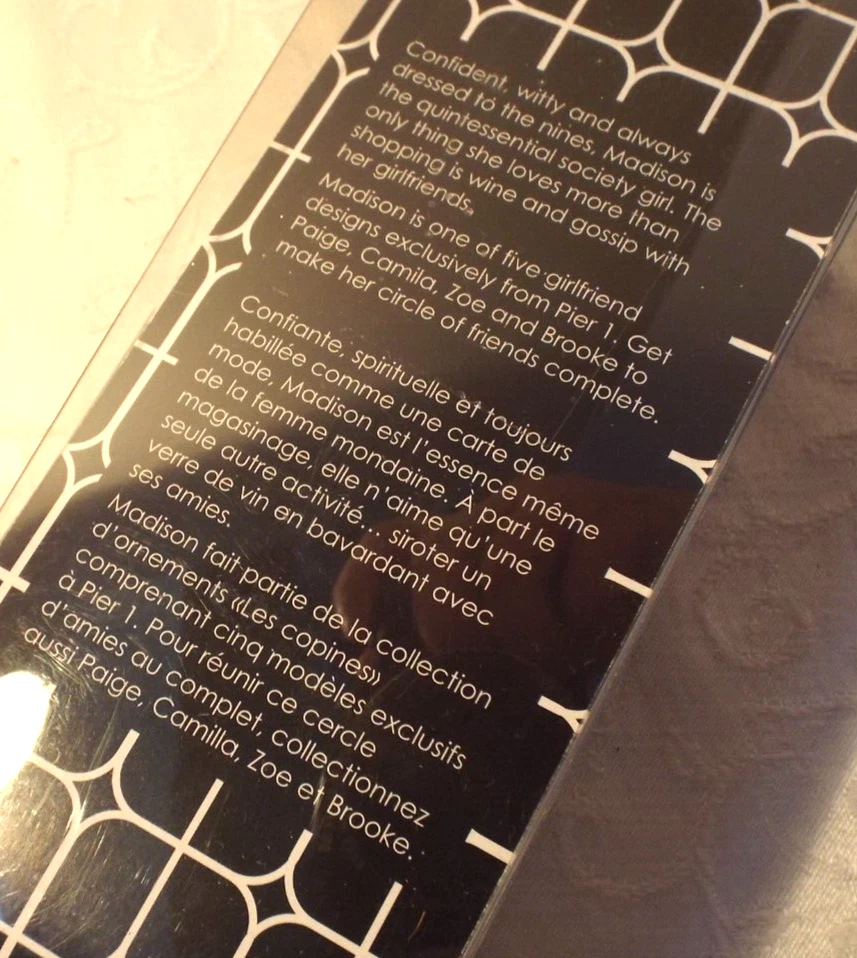 Confident, witty and always
dressed to the nines, Madison is
the quintessential society girl. The
only thing she loves more than
shopping is wine and gossip with
her girlfriends.
Madison is one of five girlfriend
designs exclusively from Pier 1. Get
Paige, Camila, Zoe and Brooke to
make her circle of friends complete.
Confiante, spirituelle et toujours
habillée comme une carte de
mode, Madison est l'essence même
de la femme mondaine. À part le
magasinage, elle n'aime qu'une
seule autre activité... siroter un
verre de vin en bavardant avec
ses amies.
Madison fait partie de la collection
d'ornements «Les copines»
comprenant cinq modèles exclusifs
à Pier 1. Pour réunir ce cercle
d'amies au complet, collectionnez
aussi Paige, Camilla, Zoe et Brooke.